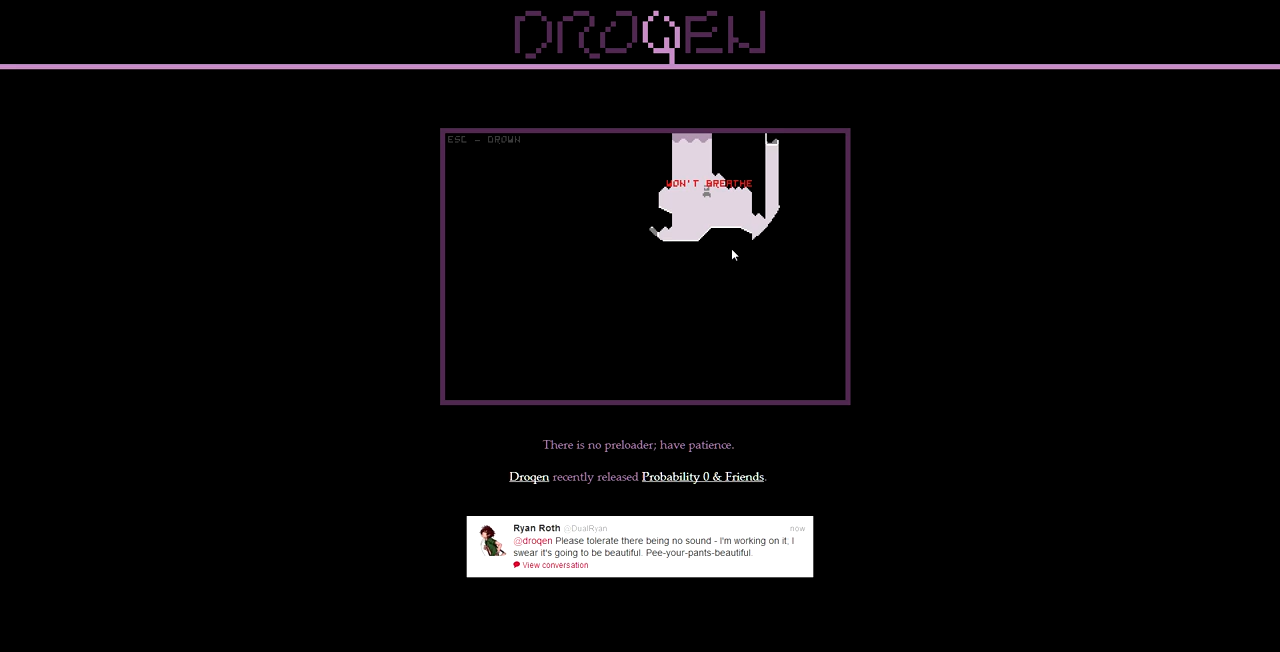 DROQEN
ESC - DROWN
WON'T BREATHE
There is no preloader; have patience.
Droqen recently released Probability 0 & Friends.
Ryan Roth @DualRyan now
@droqen Please tolerate there being no sound - I'm working on it, I
swear it's going to be beautiful. Pee-your-pants-beautiful.
View conversation